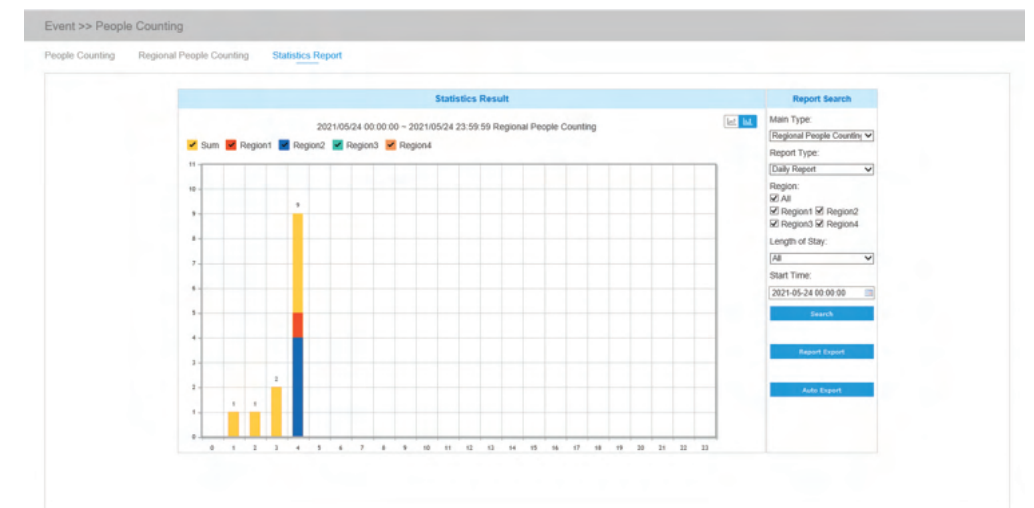 Event >> People Counting
People Counting Regional People Counting Statistics Report
Statistics Result
2021/05/24 00:00:00 ~ 2021/05/24 23:59:59 Regional People Counting
Sum Region1 Region2 Region3 Region4
11
10
9
8
7
6
5
4
3
2
1
0
1
1
2
9
0 1 2 3 4 5 6 7 8 9 10 11 12 13 14 15 16 17 18 19 20 21 22 23
Report Search
Main Type:
Regional People Counting
Report Type:
Daily Report
Region:
All
Region1 Region2
Region3 Region4
Length of Stay:
All
Start Time:
2021-05-24 00:00:00
Search
Report Export
Auto Export